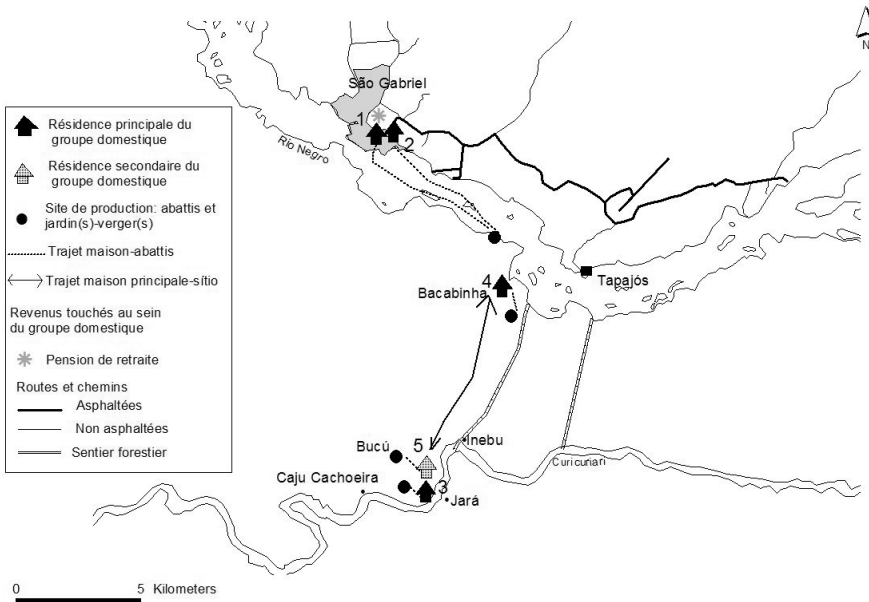 N
São Gabriel
1
2
Rio Negro
Résidence principale du
groupe domestique
Résidence secondaire du
groupe domestique
Site de production: abattis et
jardin(s)-verger(s)
Trajet maison-abattis
Trajet maison principale-sítio
Revenus touchés au sein
du groupe domestique
Pension de retraite
Routes et chemins
Asphaltées
Non asphaltées
Sentier forestier
4
Bacabinha
Tapajós
5
Inebu
Bucú
Curicuriari
Caju Cachoeira
3
Jará
0 5 Kilometers